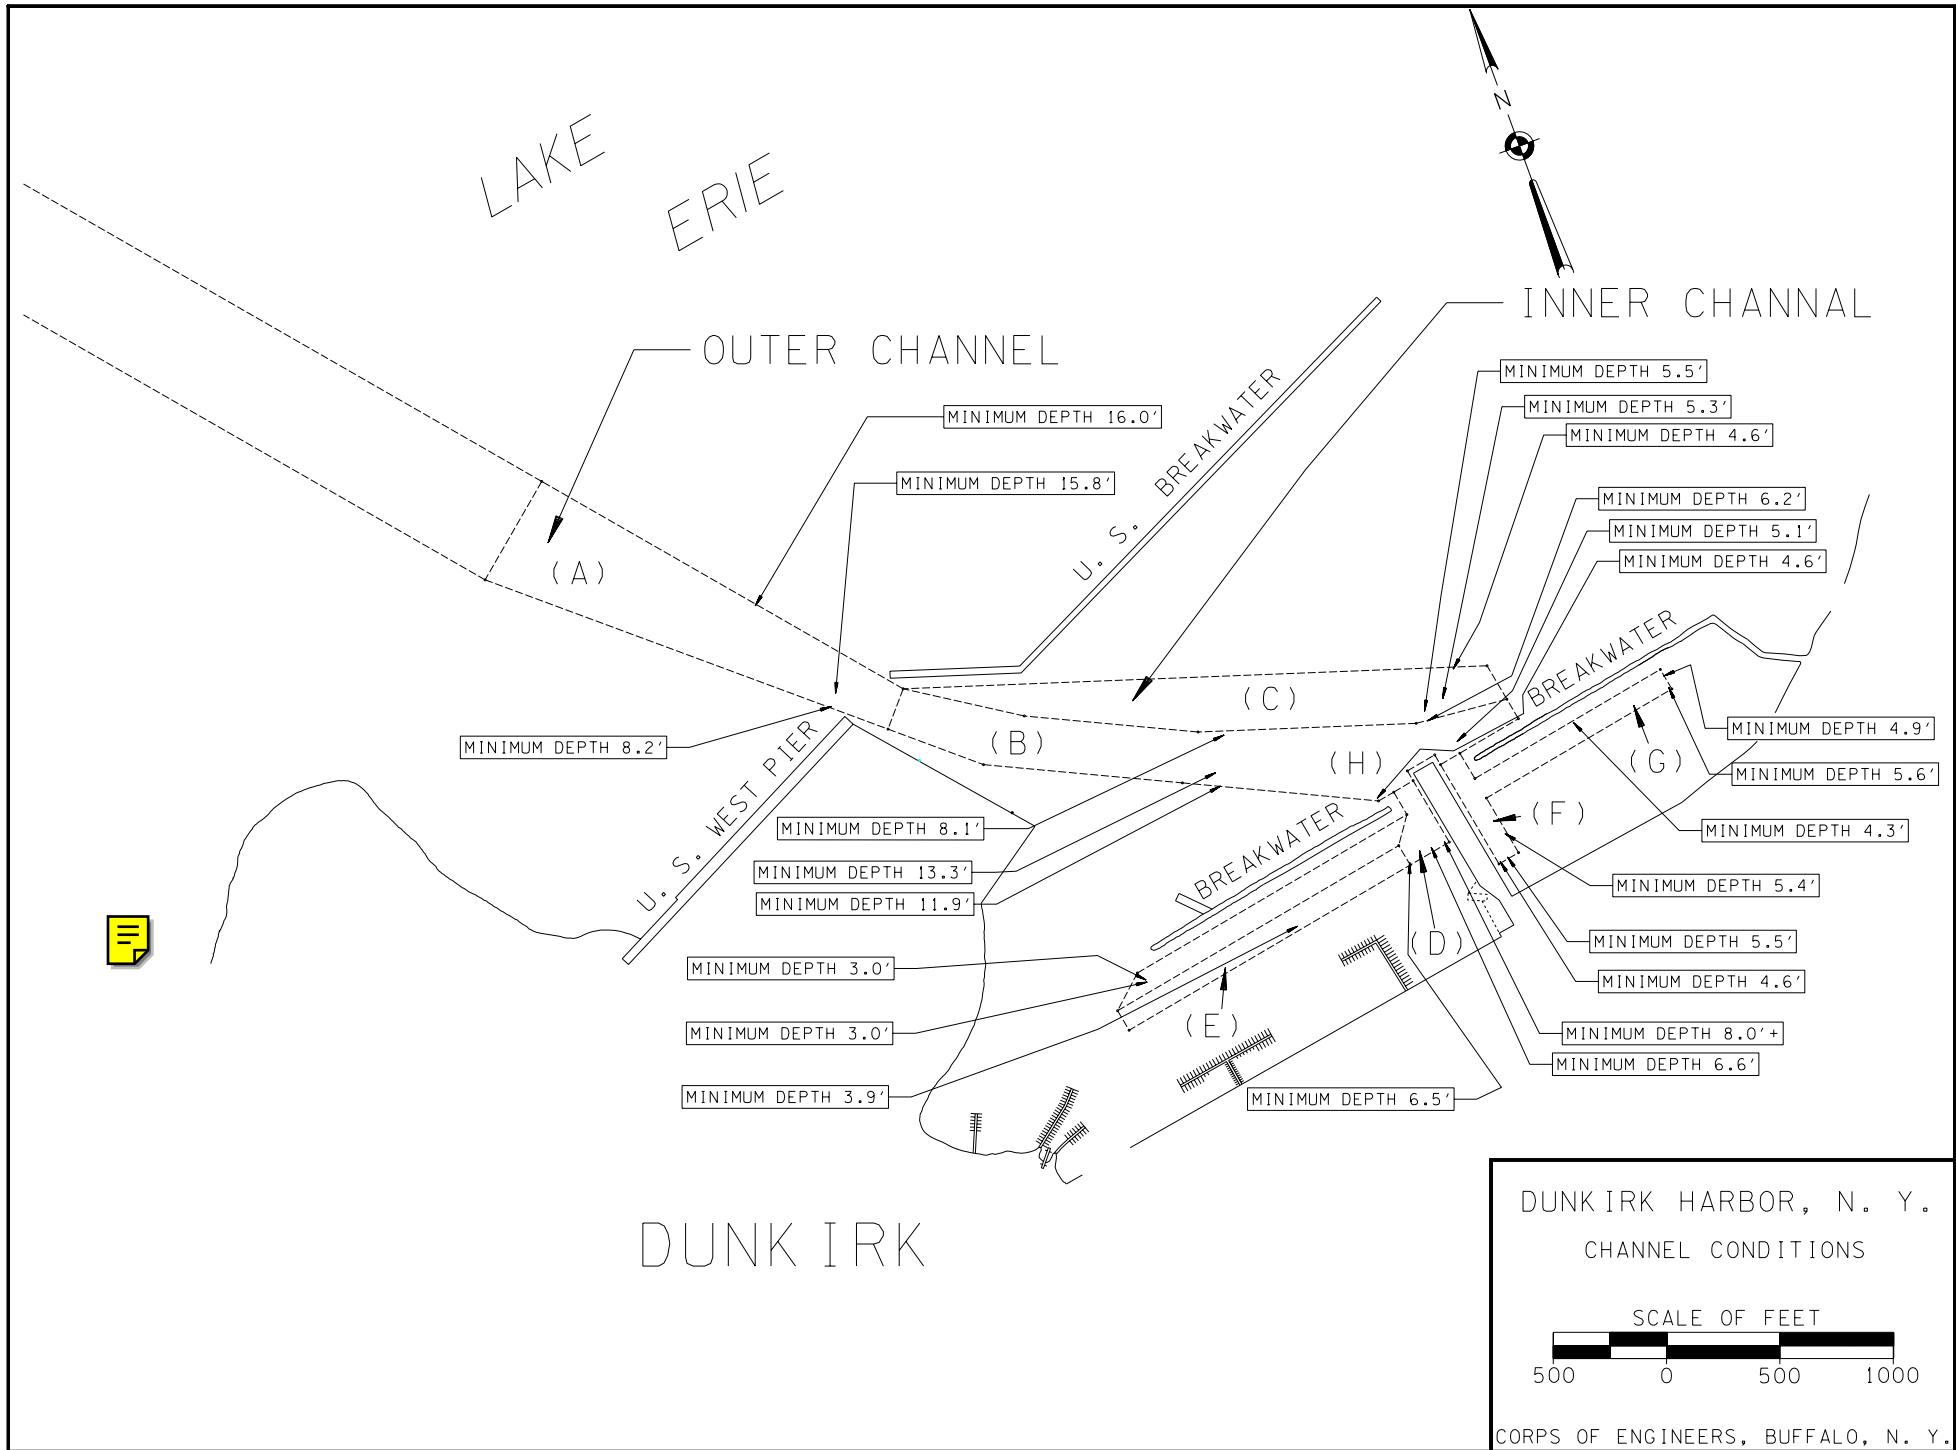 LAKE
ERIE
N
INNER CHANNAL
OUTER CHANNEL
MINIMUM DEPTH 16.0'
MINIMUM DEPTH 15.8'
U. S. BREAKWATER
MINIMUM DEPTH 5.5'
MINIMUM DEPTH 5.3'
MINIMUM DEPTH 4.6'
MINIMUM DEPTH 6.2'
MINIMUM DEPTH 5.1'
MINIMUM DEPTH 4.6'
(A)
(B)
(C)
(H)
BREAKWATER
MINIMUM DEPTH 8.2'
U. S. WEST PIER
MINIMUM DEPTH 4.9'
(G)
MINIMUM DEPTH 5.6'
(F)
MINIMUM DEPTH 4.3'
MINIMUM DEPTH 8.1'
MINIMUM DEPTH 13.3'
MINIMUM DEPTH 11.9'
BREAKWATER
MINIMUM DEPTH 5.4'
(D)
MINIMUM DEPTH 5.5'
MINIMUM DEPTH 4.6'
MINIMUM DEPTH 3.0'
MINIMUM DEPTH 3.0'
(E)
MINIMUM DEPTH 8.0'+
MINIMUM DEPTH 6.6'
MINIMUM DEPTH 3.9'
MINIMUM DEPTH 6.5'
DUNKIRK
DUNKIRK HARBOR, N. Y.
CHANNEL CONDITIONS
SCALE OF FEET
500 0 500 1000
CORPS OF ENGINEERS, BUFFALO, N. Y.